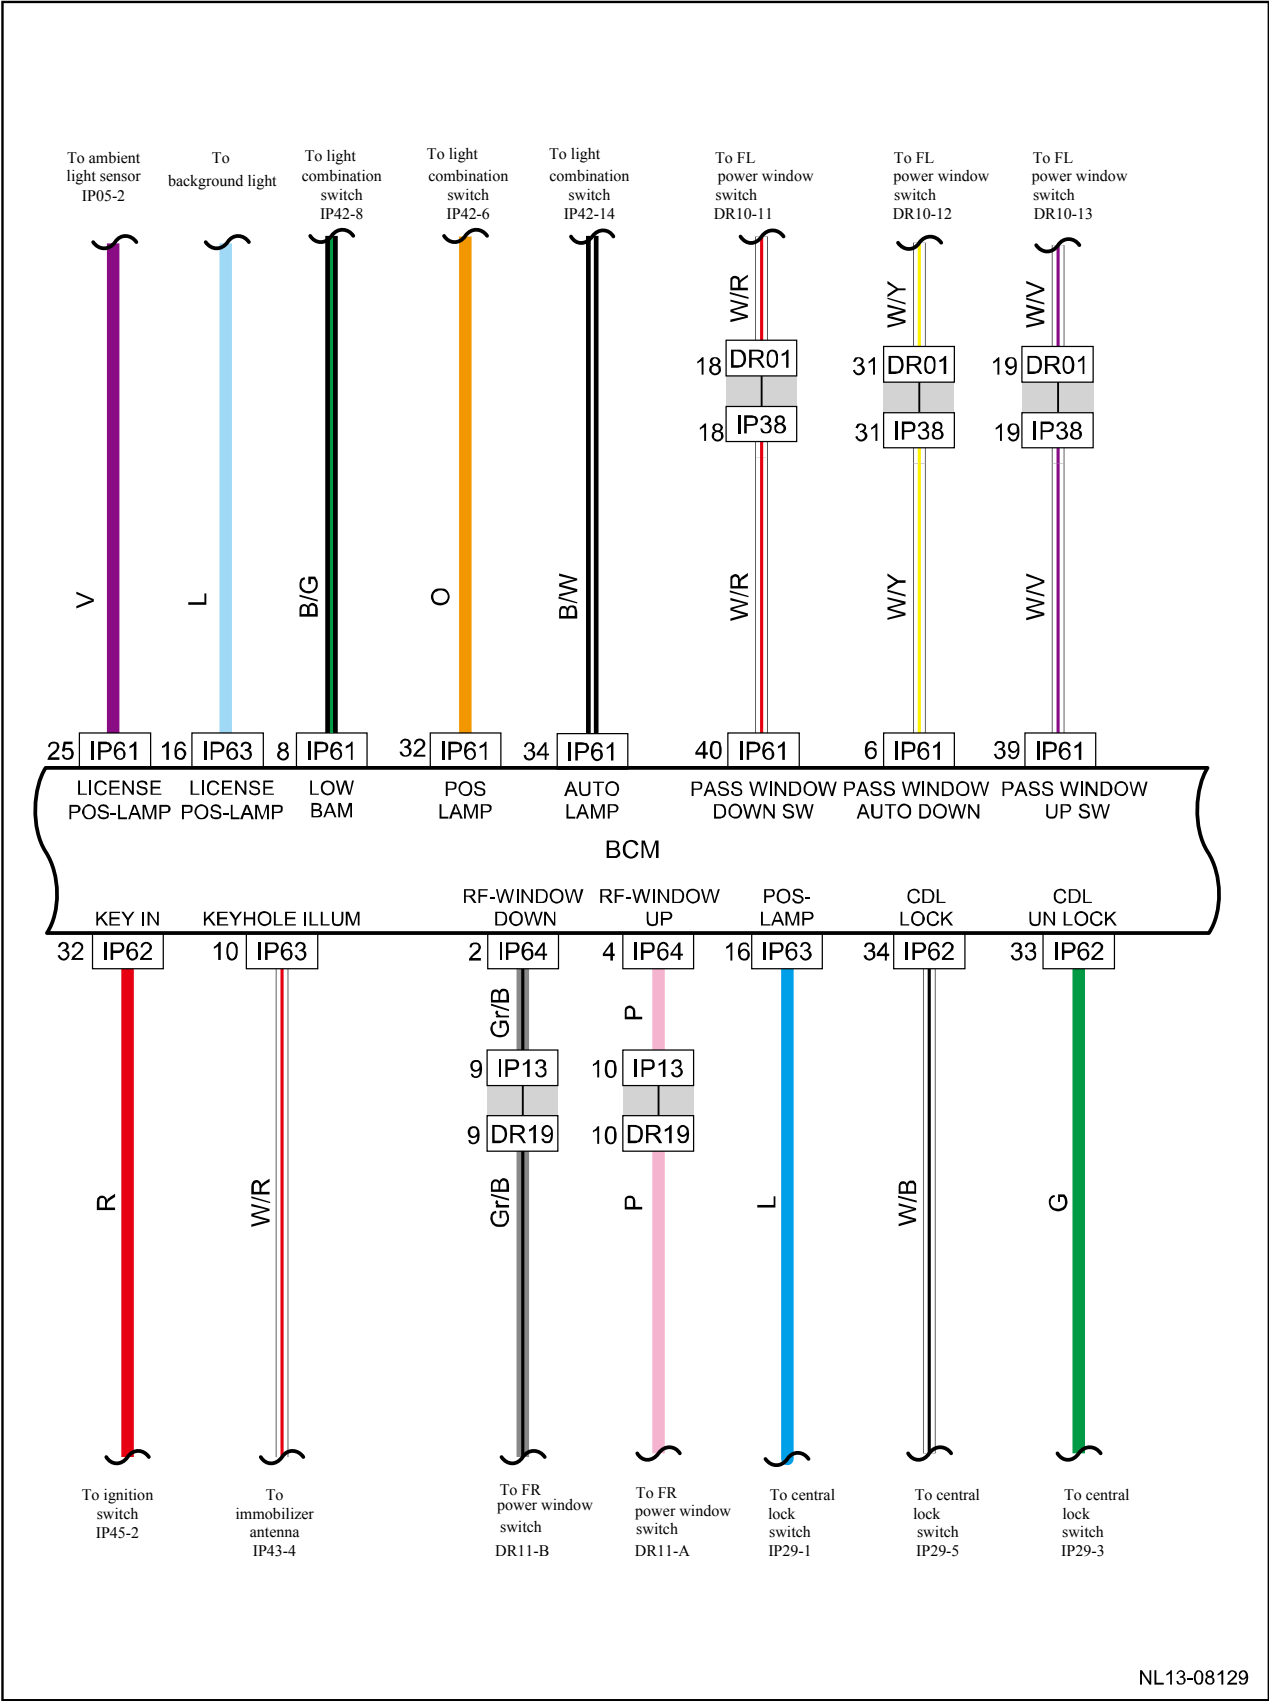 To ambient
light sensor
IP05-2
To
background light
To light
combination
switch
IP42-8
To light
combination
switch
IP42-6
To light
combination
switch
IP42-14
To FL
power window
switch
DR10-11
To FL
power window
switch
DR10-12
To FL
power window
switch
DR10-13
W/R
W/Y
W/V
18 DR01
31 DR01
19 DR01
18 IP38
31 IP38
19 IP38
V
L
B/G
O
B/W
W/R
W/Y
W/V
25 IP61
16 IP63
8 IP61
32 IP61
34 IP61
40 IP61
6 IP61
39 IP61
LICENSE
POS-LAMP
LICENSE
POS-LAMP
LOW
BAM
POS
LAMP
AUTO
LAMP
PASS WINDOW
DOWN SW
PASS WINDOW
AUTO DOWN
PASS WINDOW
UP SW
BCM
KEY IN
KEYHOLE ILLUM
RF-WINDOW
DOWN
RF-WINDOW
UP
POS-
LAMP
CDL
LOCK
CDL
UN LOCK
32 IP62
10 IP63
2 IP64
4 IP64
16 IP63
34 IP62
33 IP62
Gr/B
P
9 IP13
10 IP13
9 DR19
10 DR19
R
W/R
Gr/B
P
L
W/B
G
To ignition
switch
IP45-2
To
immobilizer
antenna
IP43-4
To FR
power window
switch
DR11-B
To FR
power window
switch
DR11-A
To central
lock
switch
IP29-1
To central
lock
switch
IP29-5
To central
lock
switch
IP29-3
NL13-08129